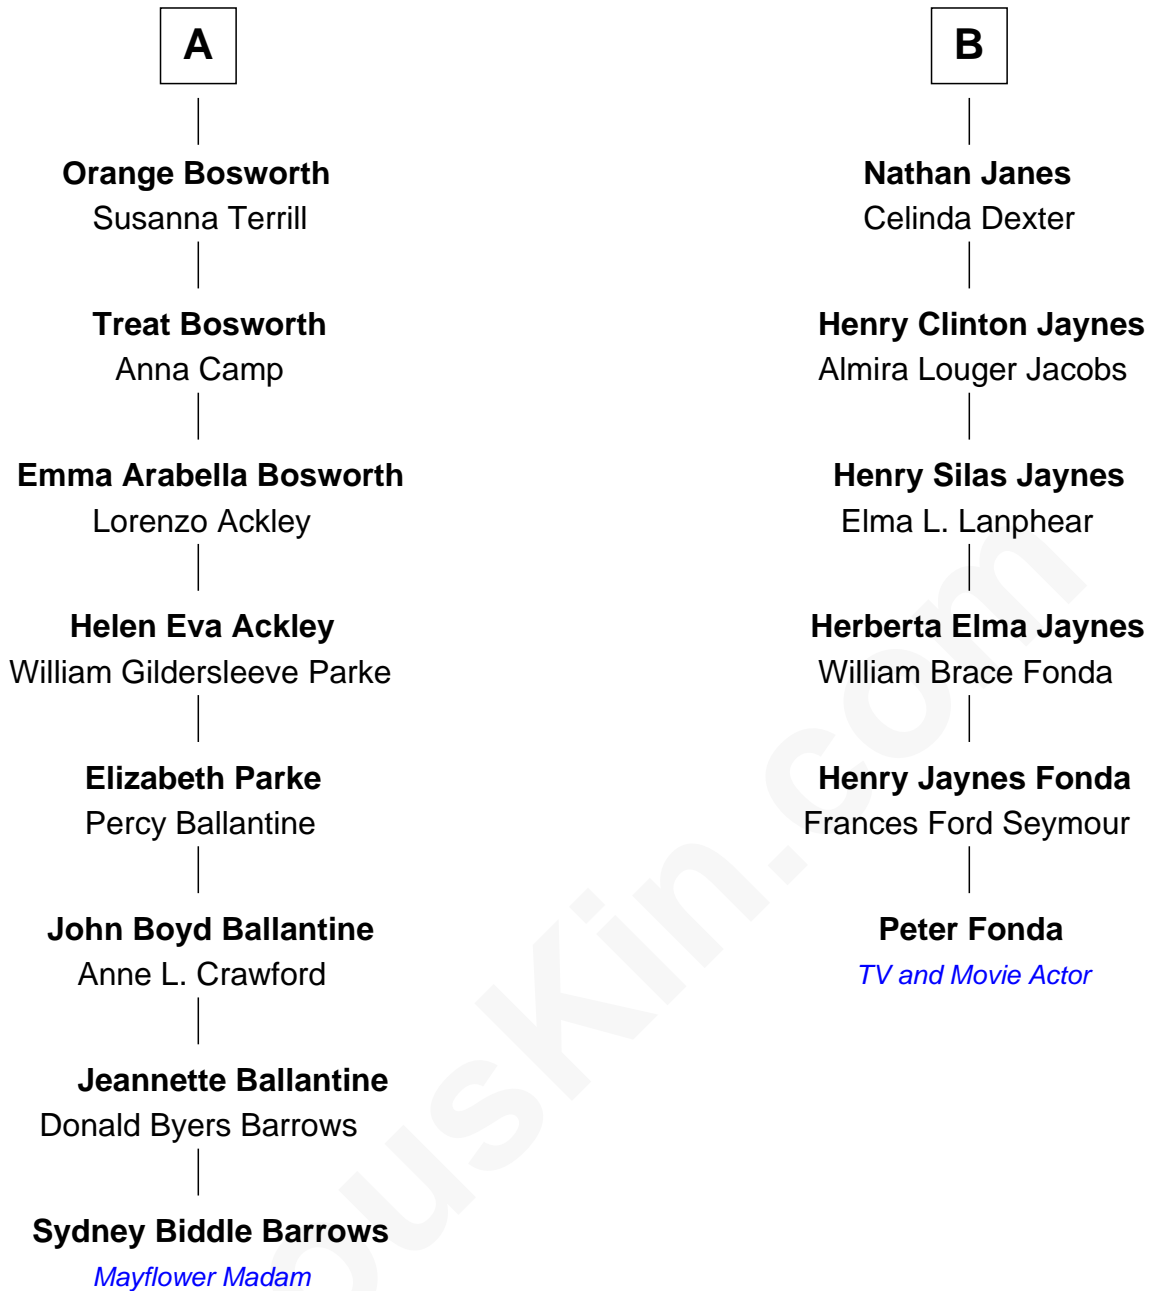 A
Orange Bosworth
Susanna Terrill
Treat Bosworth
Anna Camp
Emma Arabella Bosworth
Lorenzo Ackley
Helen Eva Ackley
William Gildersleeve Parke
Elizabeth Parke
Percy Ballantine
John Boyd Ballantine
Anne L. Crawford
Jeannette Ballantine
Donald Byers Barrows
Sydney Biddle Barrows
Mayflower Madam
B
Nathan Janes
Celinda Dexter
Henry Clinton Jaynes
Almira Louger Jacobs
Henry Silas Jaynes
Elma L. Lanphear
Herberta Elma Jaynes
William Brace Fonda
Henry Jaynes Fonda
Frances Ford Seymour
Peter Fonda
TV and Movie Actor
ousKin.com